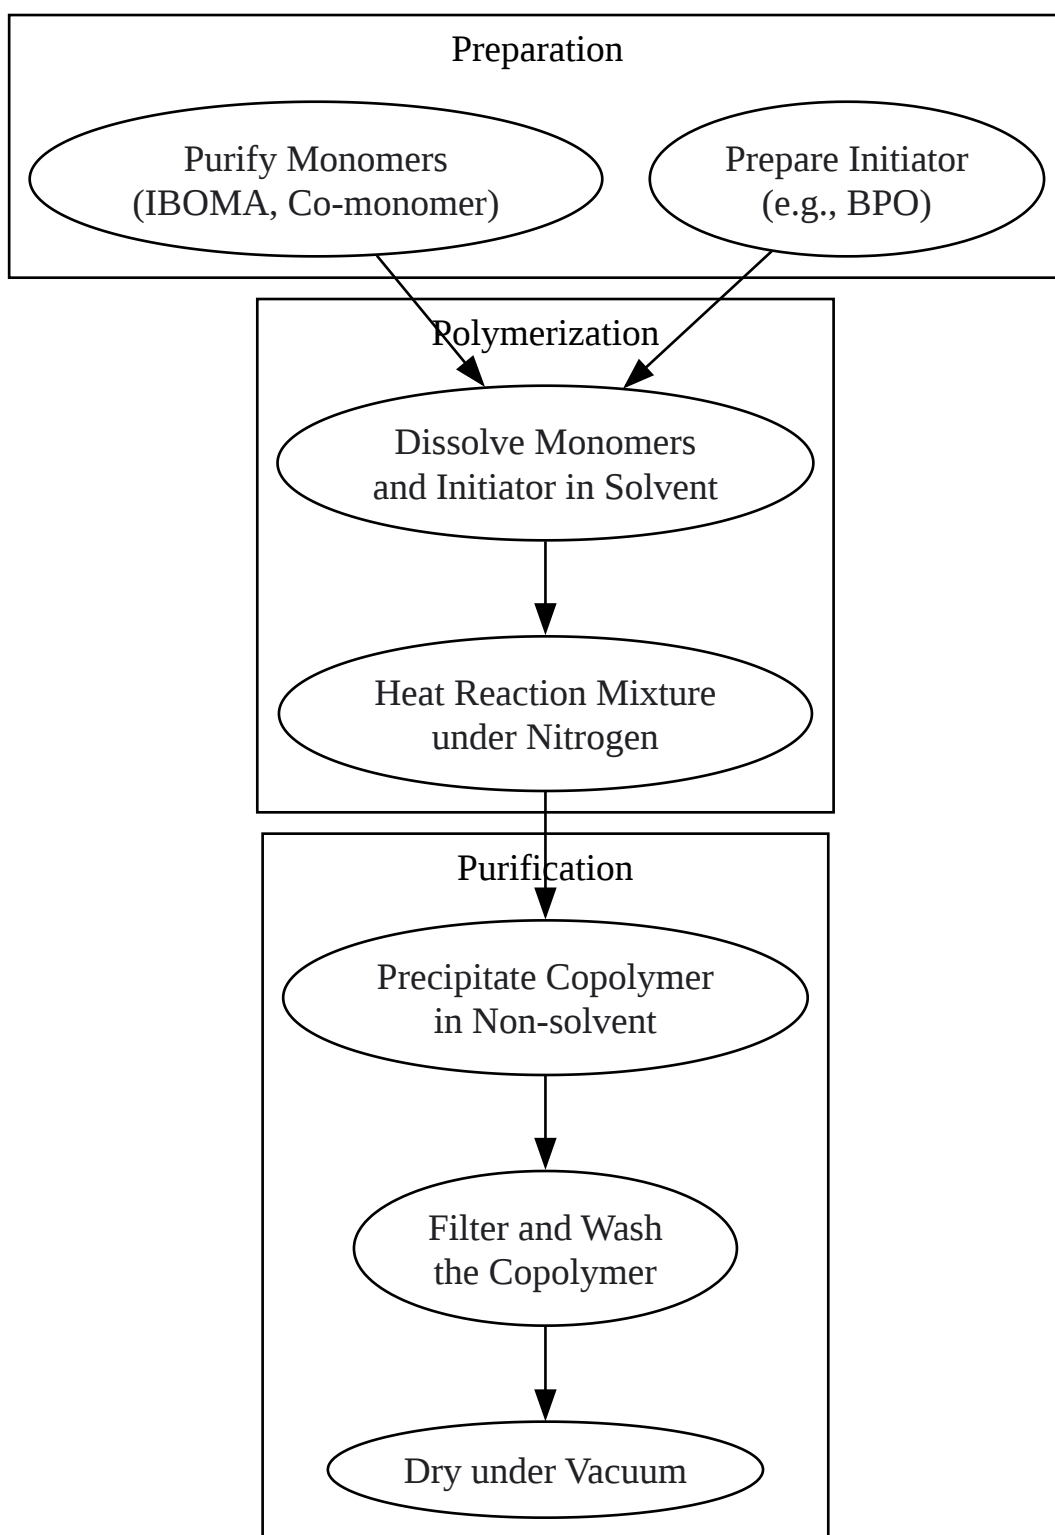 Preparation
Purify Monomers
(IBOMA, Co-monomer)
Prepare Initiator
(e.g., BPO)
Polymerization
Dissolve Monomers
and Initiator in Solvent
Heat Reaction Mixture
under Nitrogen
Purification
Precipitate Copolymer
in Non-solvent
Filter and Wash
the Copolymer
Dry under Vacuum